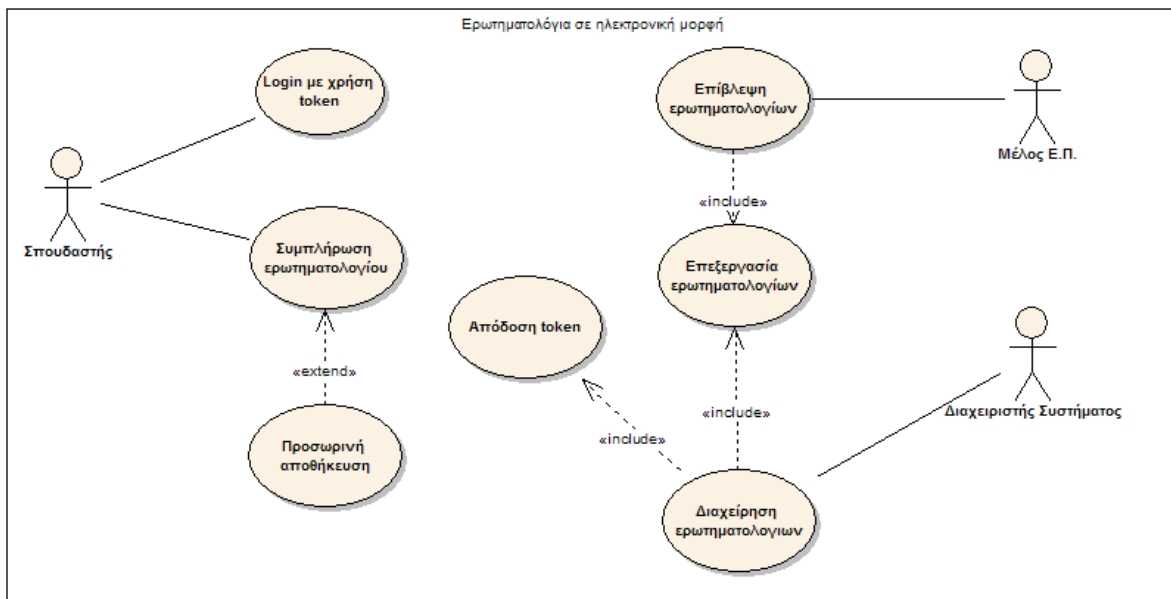 Ερωτηματολόγια σε ηλεκτρονική μορφή
Login με χρήση
token
Επίβλεψη
ερωτηματολογίων
Μέλος Ε.Π.
«include»
Σπουδαστής
Συμπλήρωση
ερωτηματολογίου
Επεξεργασία
ερωτηματολογίων
Απόδοση token
«extend»
«include»
Διαχειριστής Συστήματος
«include»
Προσωρινή
αποθήκευση
Διαχείρηση
ερωτηματολογιων